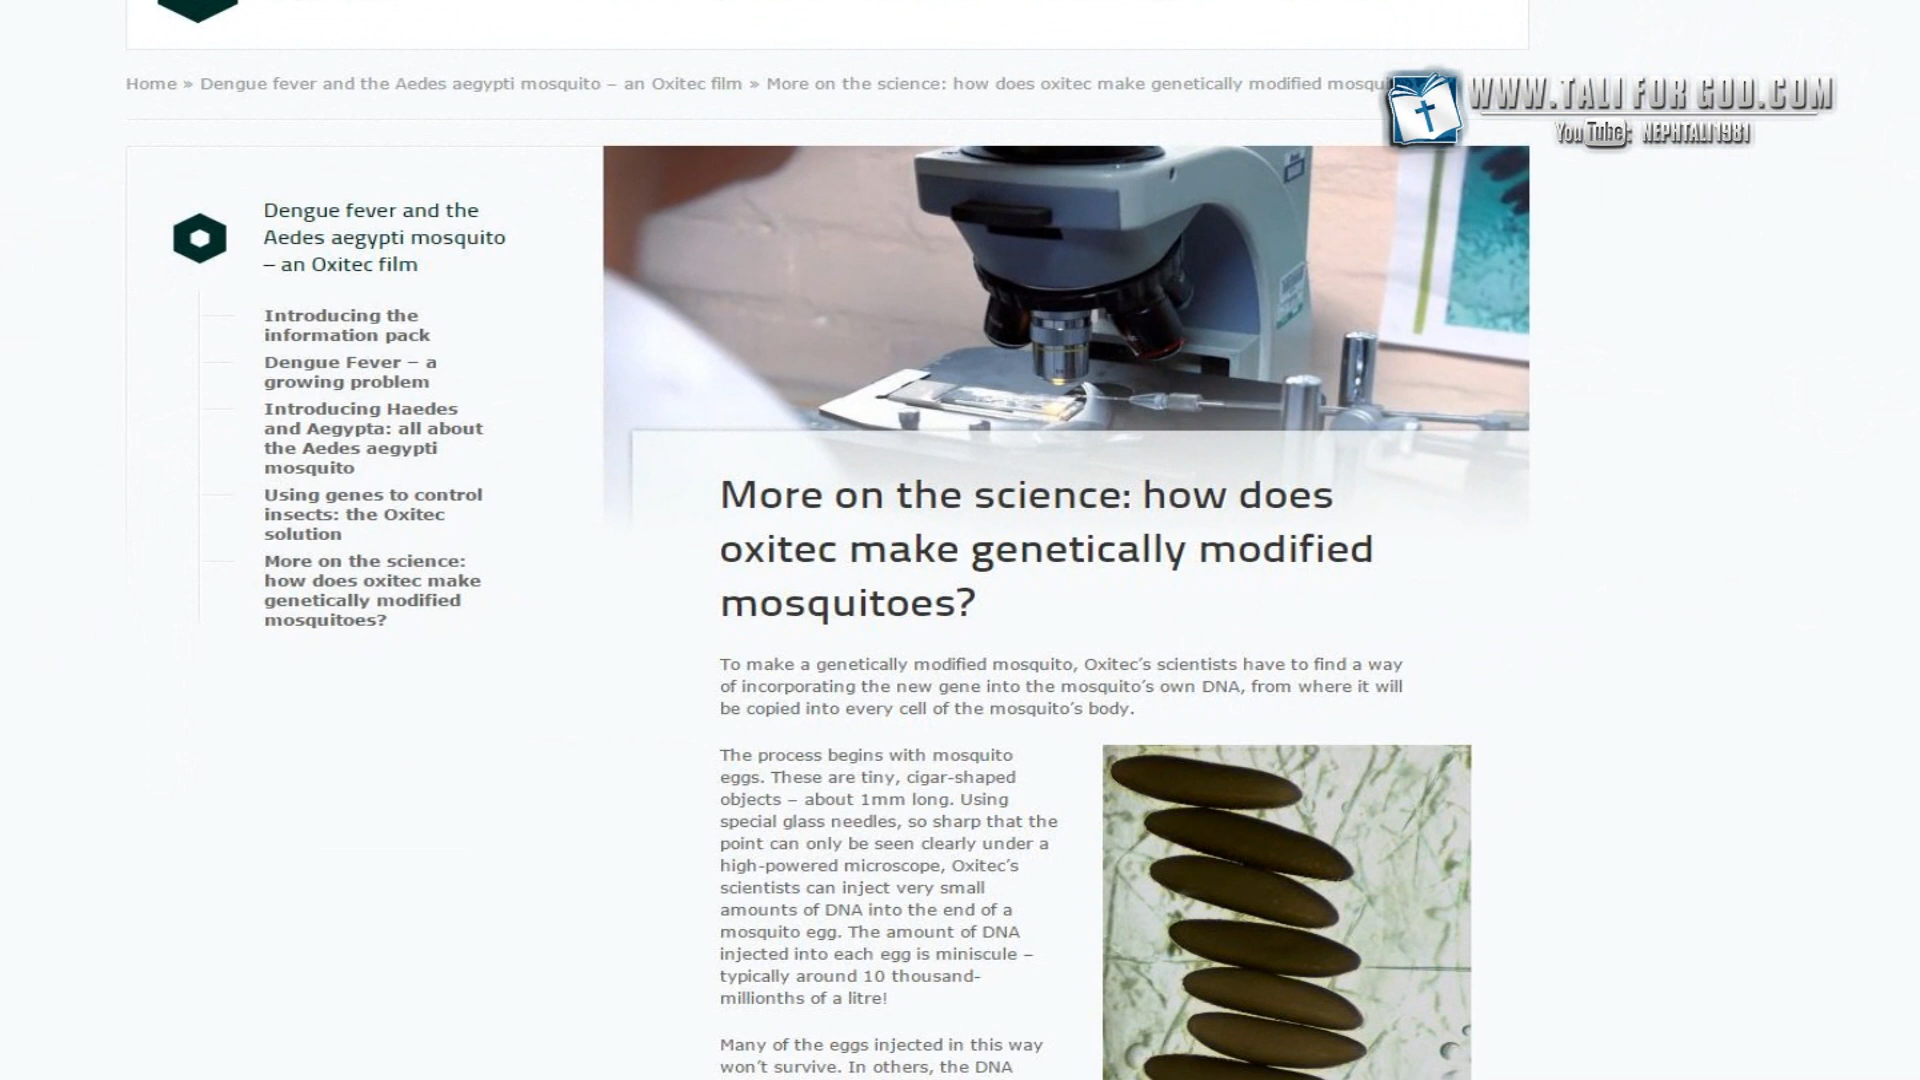 Home » Dengue fever and the Aedes aegypti mosquito – an Oxitec film » More on the science: how does oxitec make genetically modified
WWW.TALI FOR GOD.COM
You Tube: NEPHTALI1981
Dengue fever and the
Aedes aegypti mosquito
– an Oxitec film
Introducing the
information pack
Dengue Fever – a
growing problem
Introducing Haedes
and Aegypta: all about
the Aedes aegypti
mosquito
Using genes to control
insects: the Oxitec
solution
More on the science:
how does oxitec make
genetically modified
mosquitoes?
More on the science: how does
oxitec make genetically modified
mosquitoes?
To make a genetically modified mosquito, Oxitec's scientists have to find a way
of incorporating the new gene into the mosquito's own DNA, from where it will
be copied into every cell of the mosquito's body.
The process begins with mosquito
eggs. These are tiny, cigar-shaped
objects – about 1mm long. Using
special glass needles, so sharp that the
point can only be seen clearly under a
high-powered microscope, Oxitec's
scientists can inject very small
amounts of DNA into the end of a
mosquito egg. The amount of DNA
injected into each egg is miniscule –
typically around 10 thousand-
millionths of a litre!
Many of the eggs injected in this way
won't survive. In others, the DNA